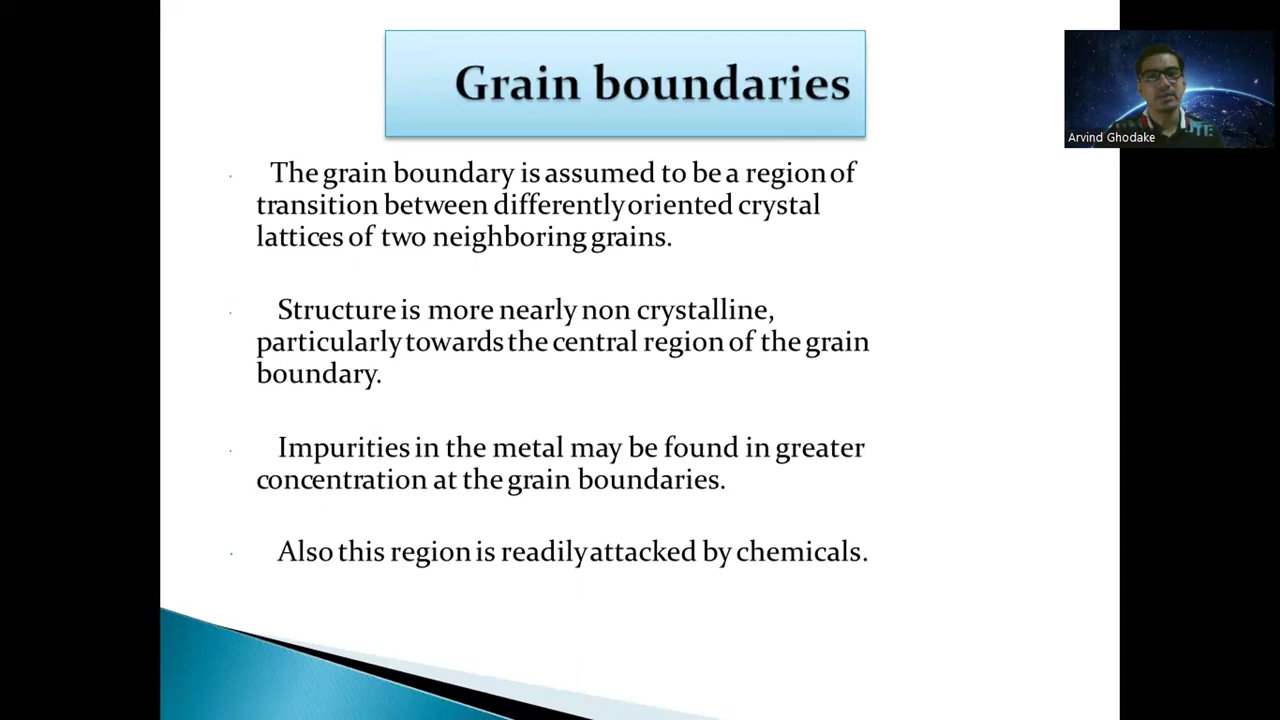 Grain boundaries
Arvind Ghodake
The grain boundary is assumed to be a region of
transition between differently oriented crystal
lattices of two neighboring grains.
Structure is more nearly non crystalline,
particularly towards the central region of the grain
boundary.
Impurities in the metal may be found in greater
concentration at the grain boundaries.
Also this region is readily attacked by chemicals.